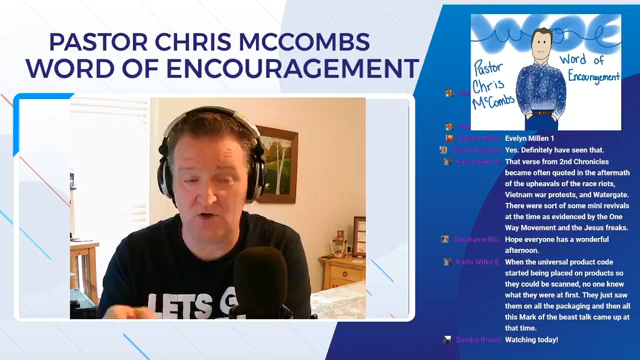 PASTOR CHRIS MCCOMBS
WORD OF ENCOURAGEMENT
LETS G
Pastor
Chris
McCombs
WOE
Word of
Encouragement
Evelyn Millen 1
Yes. Definitely have seen that.
Kathi Wilke E
That verse from 2nd Chronicles
became often quoted in the aftermath
of the upheavals of the race riots,
Vietnam war protests, and Watergate.
There were sort of some mini revivals
at the time as evidenced by the One
Way Movement and the Jesus freaks.
Stephanie Blu..
Hope everyone has a wonderful
afternoon.
Kathi Wilke E..
When the universal product code
started being placed on products so
they could be scanned, no one knew
what they were at first. They just saw
them on all the packaging and then all
this Mark of the beast talk came up at
that time.
Sandra Brown
Watching today!